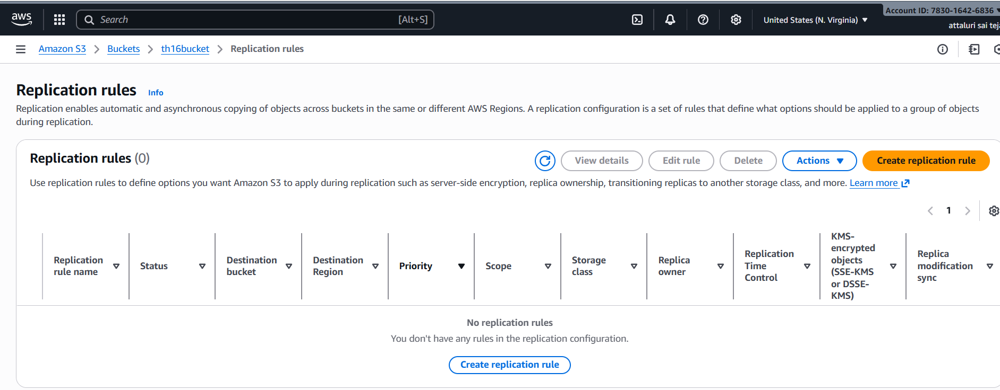 aws
Search [Alt+S]
United States (N. Virginia)
Account ID: 7830-1642-6836
attaluri sai teja
Amazon S3 > Buckets > th16bucket > Replication rules
Replication rules Info
Replication enables automatic and asynchronous copying of objects across buckets in the same or different AWS Regions. A replication configuration is a set of rules that define what options should be applied to a group of objects
during replication.
Replication rules (0)
View details
Edit rule
Delete
Actions
Create replication rule
Use replication rules to define options you want Amazon S3 to apply during replication such as server-side encryption, replica ownership, transitioning replicas to another storage class, and more. Learn more
1
Replication
rule name
Status
Destination
bucket
Destination
Region
Priority
Scope
Storage
class
Replica
owner
Replication
Time
Control
KMS-
encrypted
objects
(SSE-KMS
or DSSE-
KMS)
Replica
modification
sync
No replication rules
You don't have any rules in the replication configuration.
Create replication rule